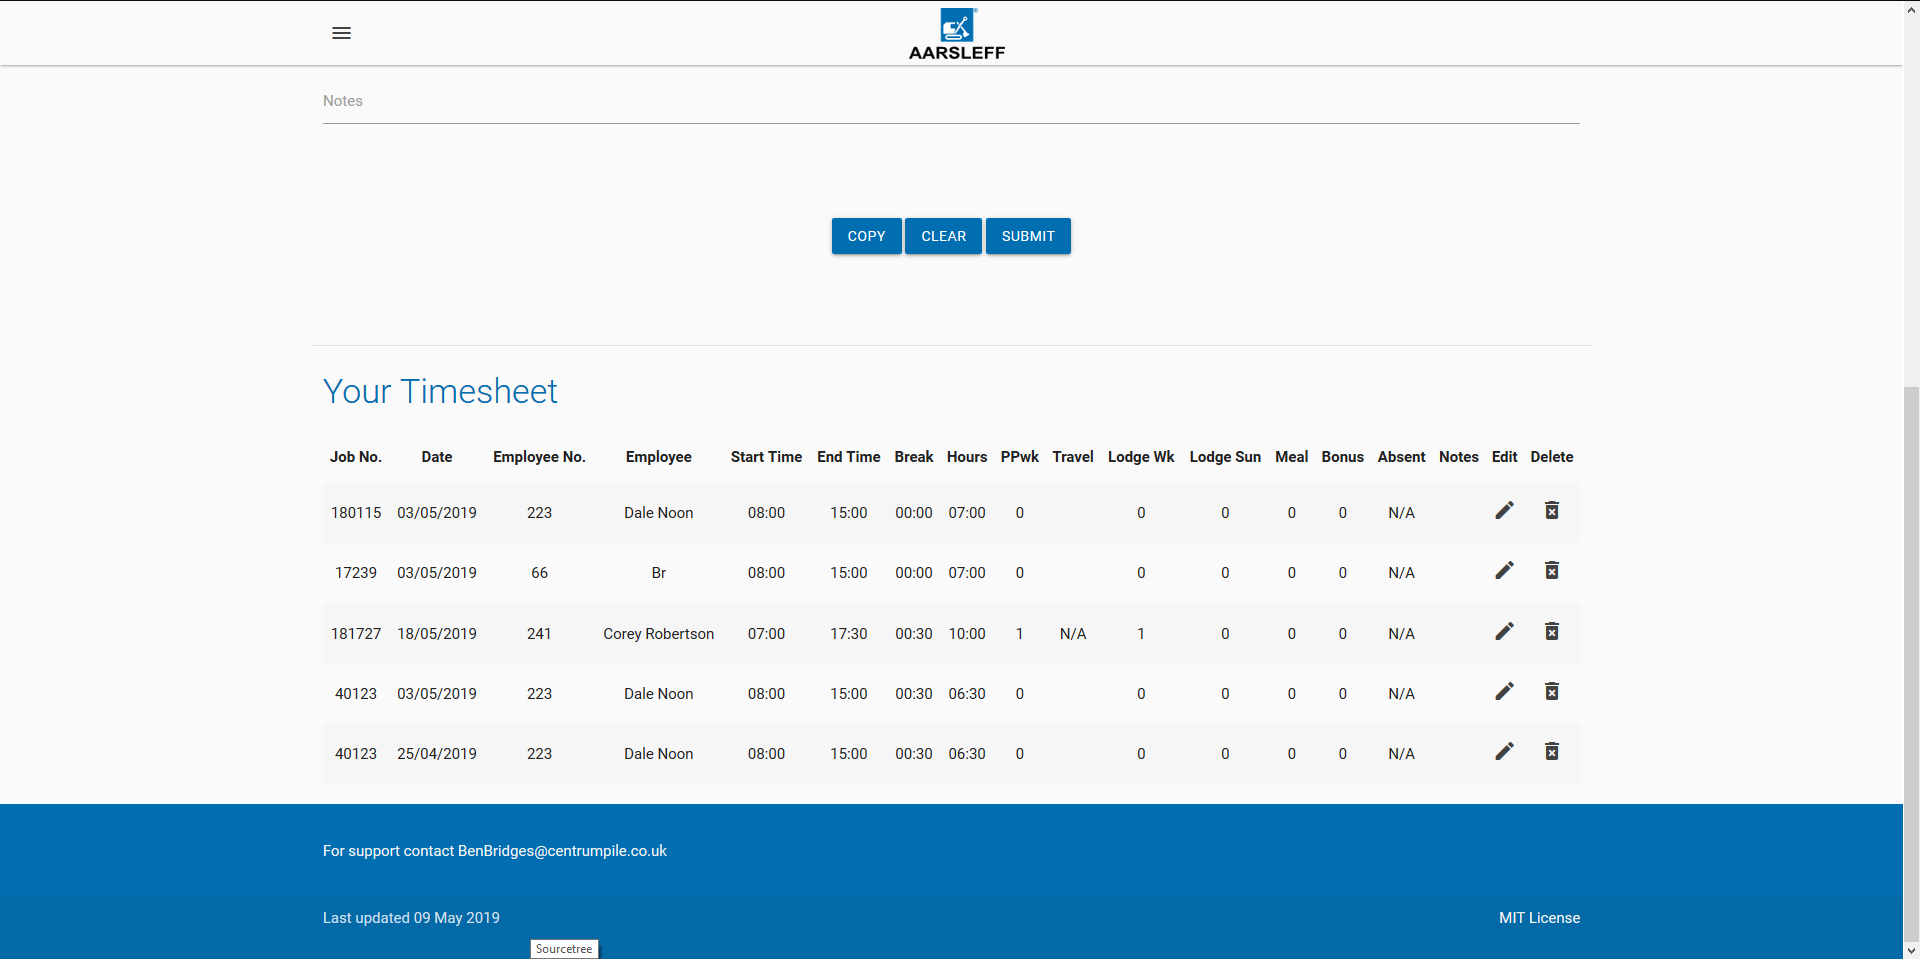 AARSLEFF
Notes
COPY CLEAR SUBMIT
Your Timesheet
Job No. Date Employee No. Employee Start Time End Time Break Hours PPwk Travel Lodge Wk Lodge Sun Meal Bonus Absent Notes Edit Delete
180115 03/05/2019 223 Dale Noon 08:00 15:00 00:00 07:00 0 0 0 0 0 N/A
17239 03/05/2019 66 Br 08:00 15:00 00:00 07:00 0 0 0 0 0 N/A
181727 18/05/2019 241 Corey Robertson 07:00 17:30 00:30 10:00 1 N/A 1 0 0 0 N/A
40123 03/05/2019 223 Dale Noon 08:00 15:00 00:30 06:30 0 0 0 0 0 N/A
40123 25/04/2019 223 Dale Noon 08:00 15:00 00:30 06:30 0 0 0 0 0 N/A
For support contact BenBridges@centrumpile.co.uk
Last updated 09 May 2019 MIT License
Sourcetree